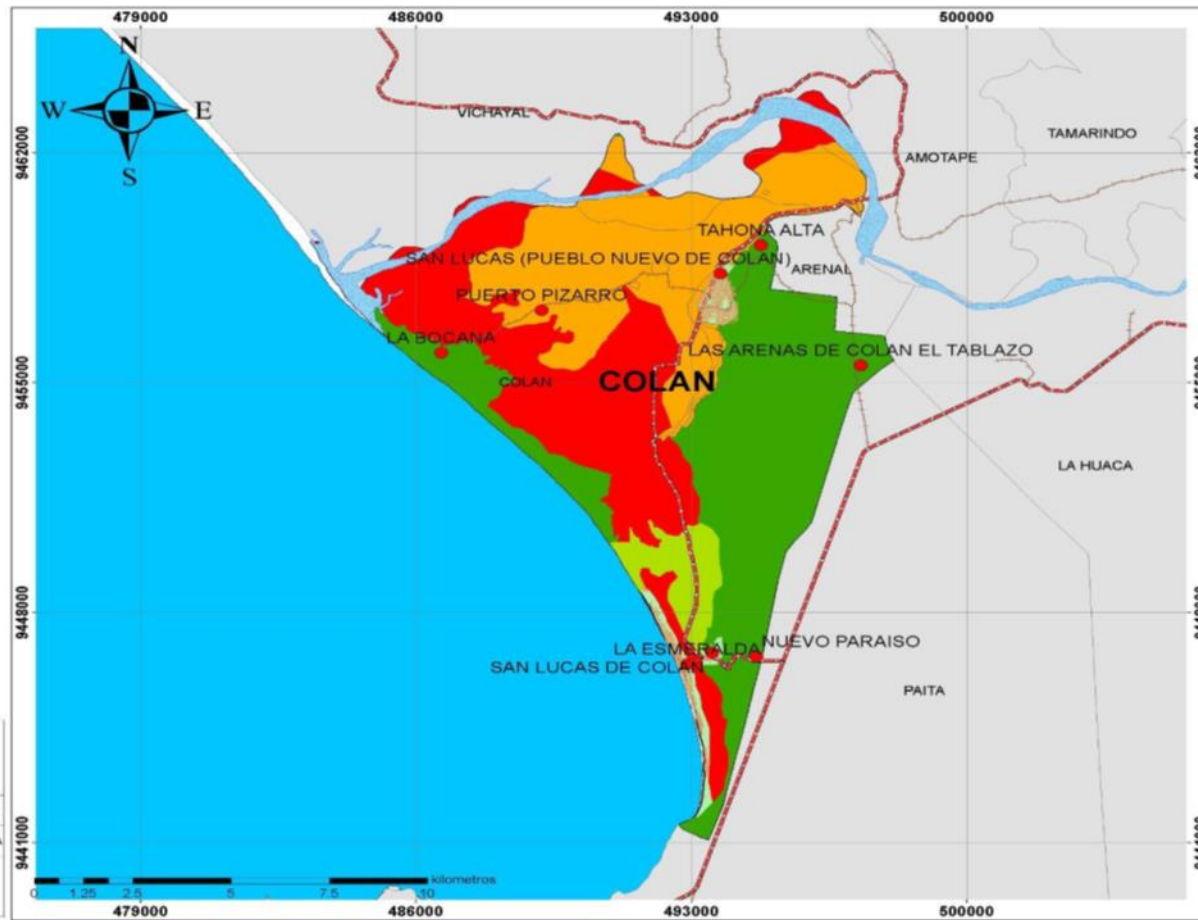 479000 486000 493000 500000
N
W E
S
VICHAYAL
TAMARINDO
AMOTAPE
9462000
TAHONA ALTA
SAN LUCAS (PUEBLO NUEVO DE COLAN)
ARENAL
PUERTO PIZARRO
LA BOCANA
LAS ARENAS DE COLAN EL TABLAZO
COLAN
COLAN
9455000
LA HUACA
9448000
LA ESMERALDA
NUEVO PARAISO
SAN LUCAS DE COLAN
PAITA
9441000
kilometros
0 1.25 2.5 5 7.5 10
479000 486000 493000 500000